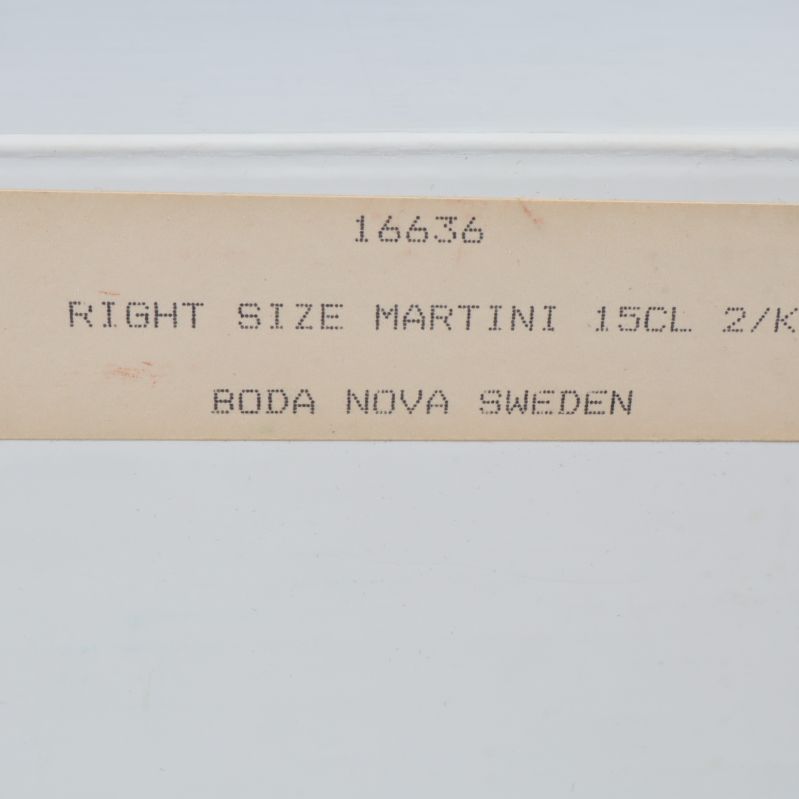 16636
RIGHT SIZE MARTINI 15CL 2/K
BODA NOVA SWEDEN